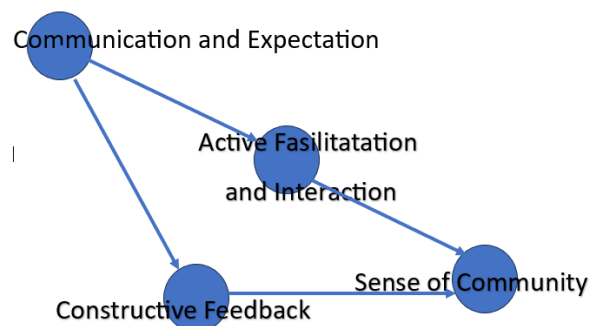 Communication and Expectation
Active Fasilitatation
and Interaction
Sense of Community
Constructive Feedback